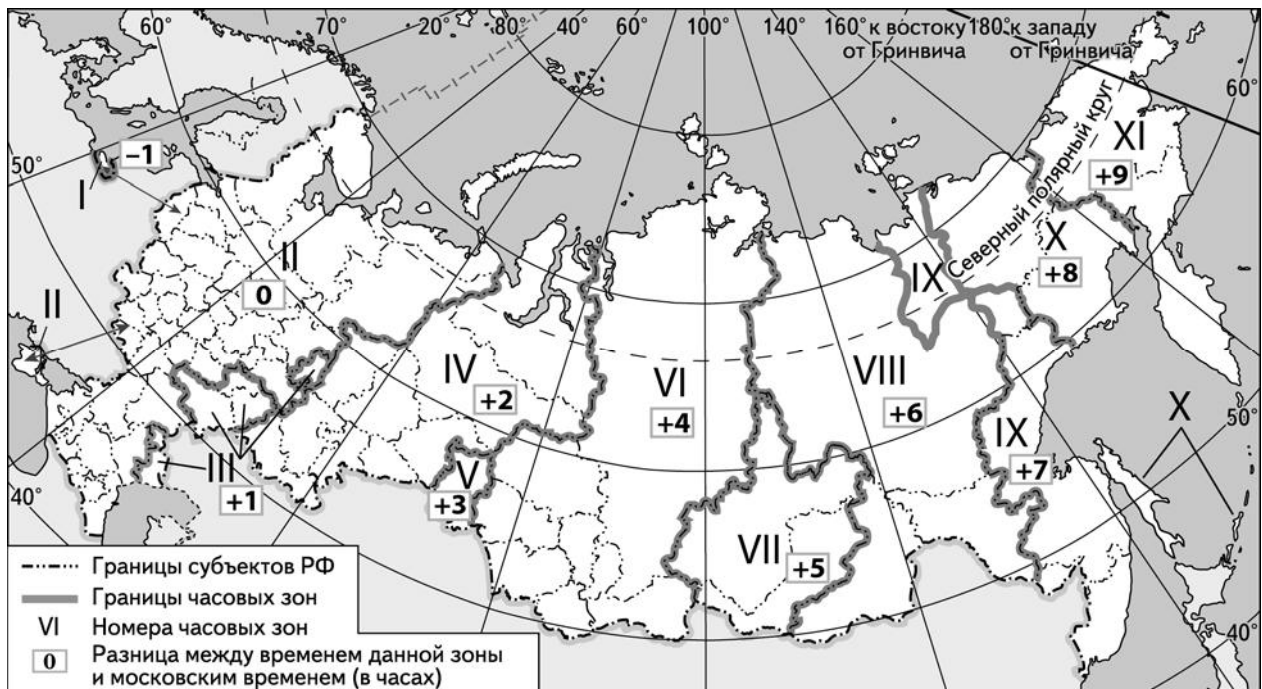 60° 70° 20° 80° 40° 60° 100° 140° 160° к востоку от Гринвича 180° к западу от Гринвича
60°
50°
–1
I
II
0
II
III
+1
40°
IV
+2
V
+3
VI
+4
VII
+5
VIII
+6
IX
IX
+7
Северный полярный круг
X
+8
XI
+9
X
50°
40°
Границы субъектов РФ
Границы часовых зон
VI Номера часовых зон
0 Разница между временем данной зоны
и московским временем (в часах)